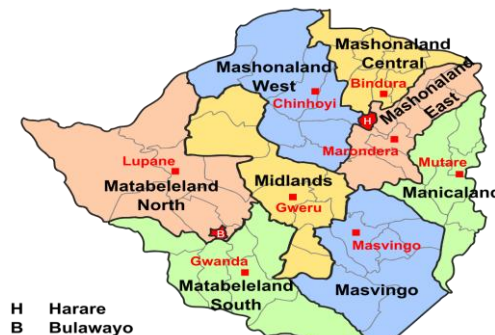 Mashonaland
Central
Bindura
Mashonaland
West
Chinhoyi
Mashonaland
East
H
Marondera
Lupane
Matabeleland
North
Midlands
Gweru
Mutare
Manicaland
B
Masvingo
Gwanda
Matabeleland
South
Masvingo
H Harare
B Bulawayo